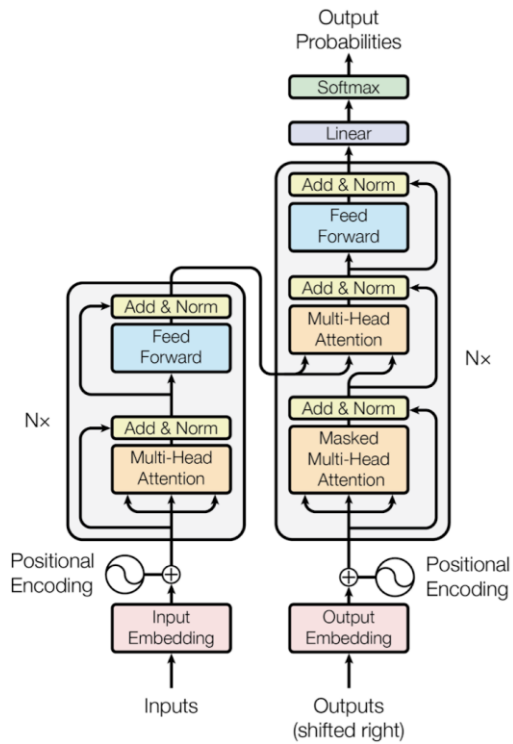 Output
Probabilities
Softmax
Linear
Add & Norm
Feed
Forward
Add & Norm
Multi-Head
Attention
Add & Norm
Masked
Multi-Head
Attention
N×
Positional
Encoding
Output
Embedding
Outputs
(shifted right)
Add & Norm
Feed
Forward
Add & Norm
Multi-Head
Attention
N×
Positional
Encoding
Input
Embedding
Inputs